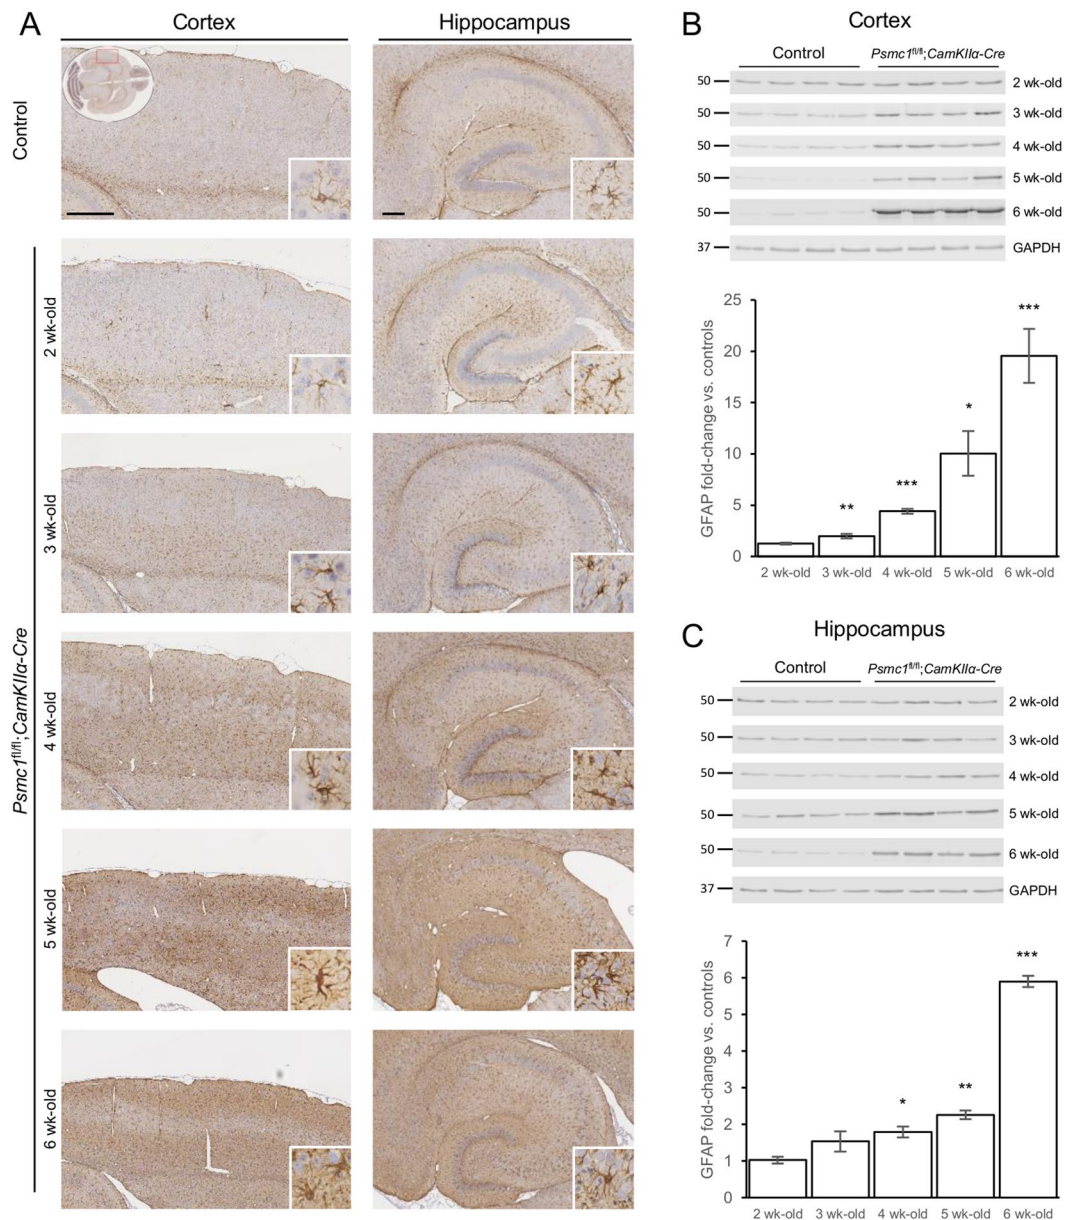 A
Cortex
Hippocampus
Control
Psmc1fl/fl;CamKIIα-Cre
2 wk-old
3 wk-old
4 wk-old
5 wk-old
6 wk-old
B
Cortex
Control
Psmc1fl/fl;CamKIIα-Cre
50
2 wk-old
50
3 wk-old
50
4 wk-old
50
5 wk-old
50
6 wk-old
37
GAPDH
GFAP fold-change vs. controls
25
20
15
10
5
0
**
***
*
***
2 wk-old 3 wk-old 4 wk-old 5 wk-old 6 wk-old
C
Hippocampus
Control
Psmc1fl/fl;CamKIIα-Cre
50
2 wk-old
50
3 wk-old
50
4 wk-old
50
5 wk-old
50
6 wk-old
37
GAPDH
GFAP fold-change vs. controls
7
6
5
4
3
2
1
0
*
**
***
2 wk-old 3 wk-old 4 wk-old 5 wk-old 6 wk-old